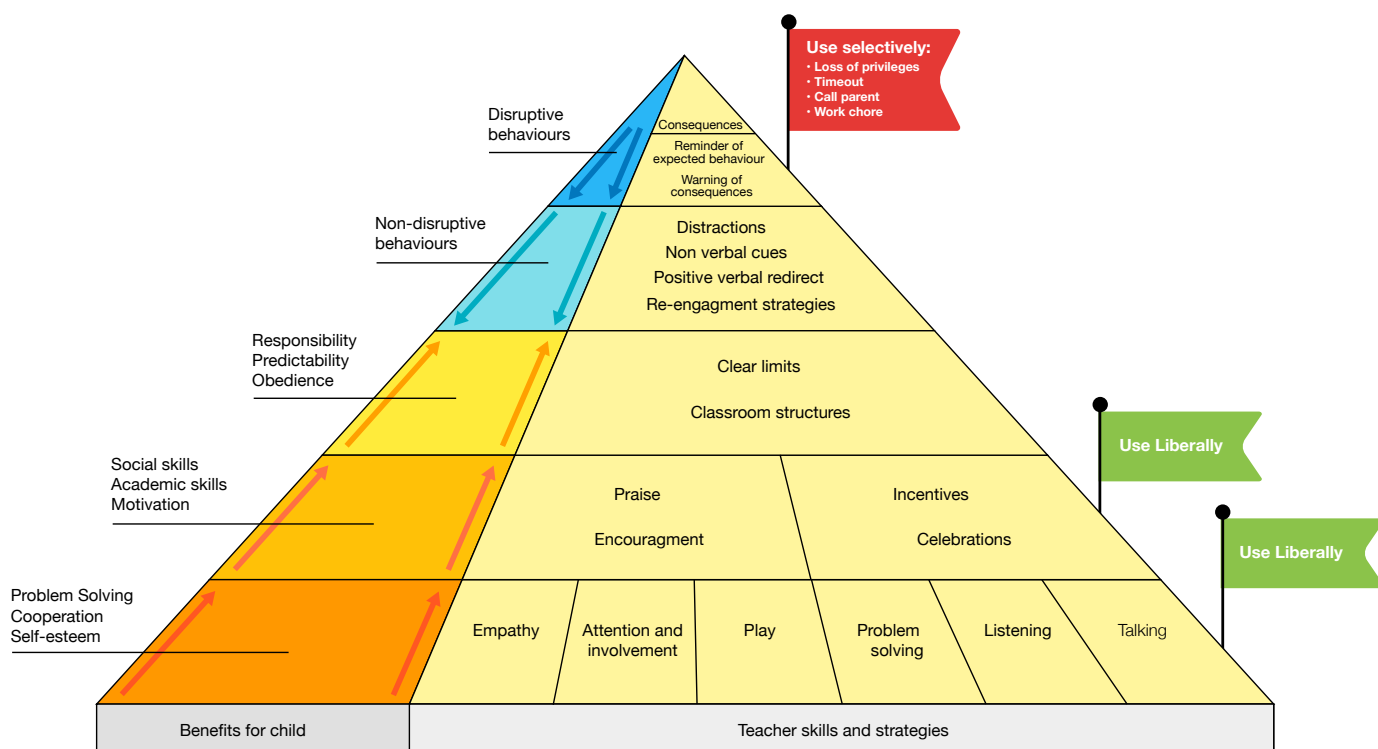 Use selectively:
· Loss of privileges
· Timeout
· Call parent
· Work chore
Disruptive
behaviours
Consequences
Reminder of
expected behaviour
Warning of
consequences
Non-disruptive
behaviours
Distractions
Non verbal cues
Positive verbal redirect
Re-engagment strategies
Responsibility
Predictability
Obedience
Clear limits
Classroom structures
Use Liberally
Social skills
Academic skills
Motivation
Praise
Encouragment
Incentives
Celebrations
Use Liberally
Problem Solving
Cooperation
Self-esteem
Empathy
Attention and
involvement
Play
Problem
solving
Listening
Talking
Benefits for child
Teacher skills and strategies